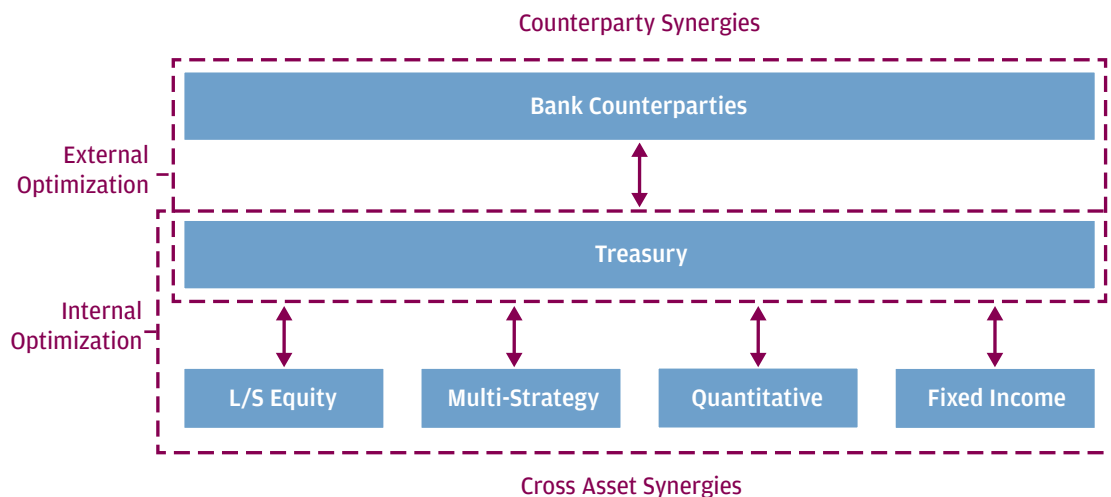 Counterparty Synergies
Bank Counterparties
External
Optimization
Treasury
Internal
Optimization
L/S Equity
Multi-Strategy
Quantitative
Fixed Income
Cross Asset Synergies